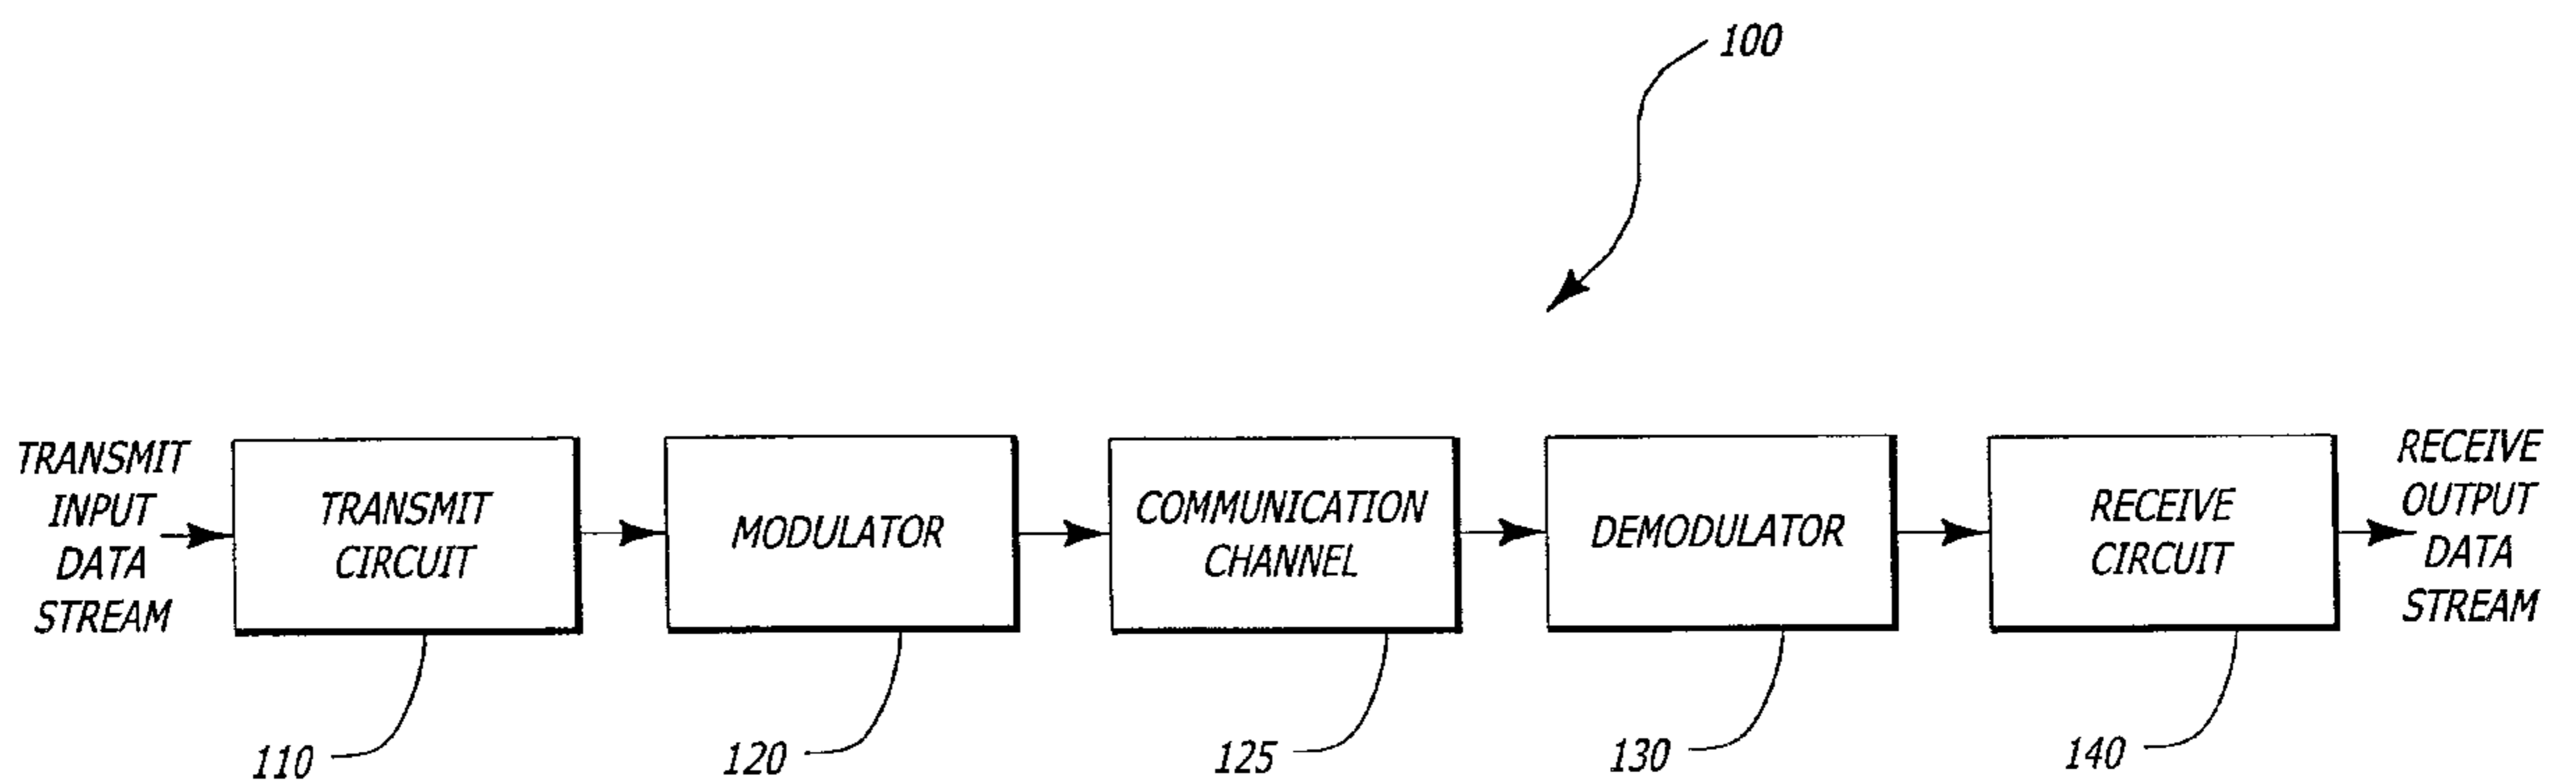 100
TRANSMIT
INPUT
DATA
STREAM
TRANSMIT
CIRCUIT
MODULATOR
COMMUNICATION
CHANNEL
DEMODULATOR
RECEIVE
CIRCUIT
RECEIVE
OUTPUT
DATA
STREAM
110
120
125
130
140